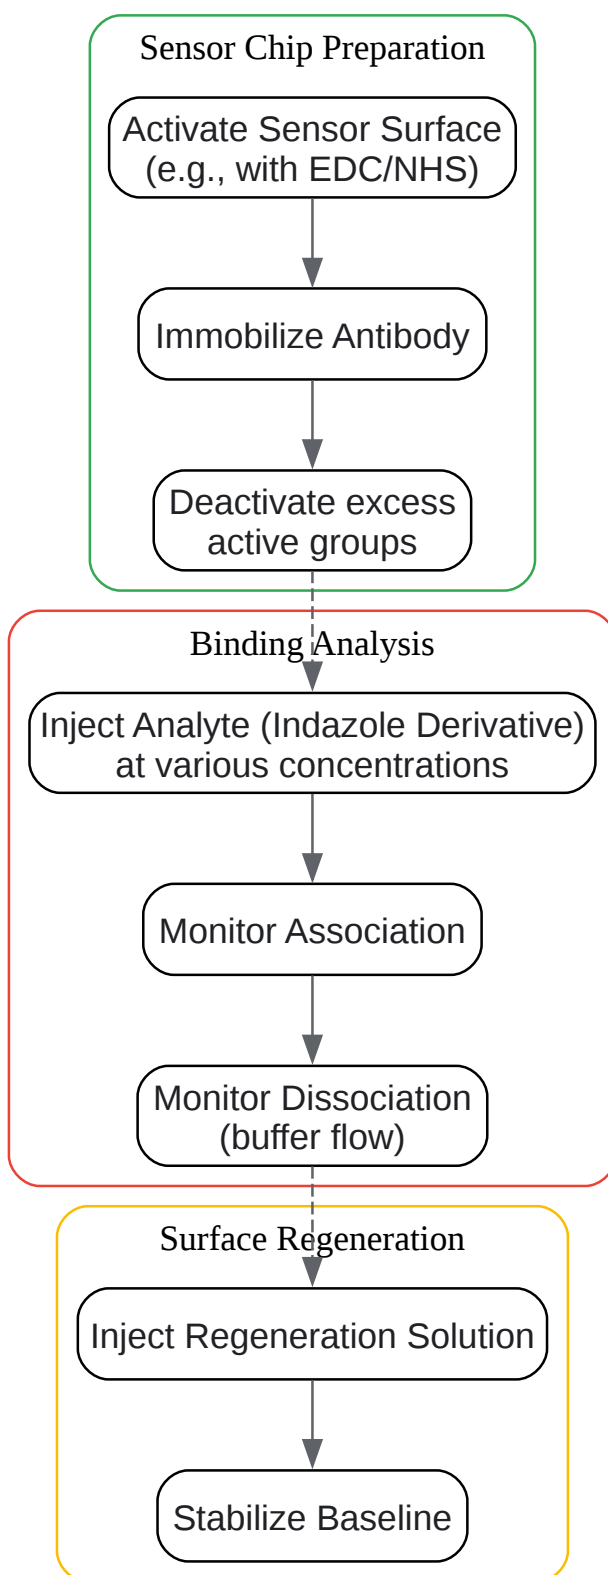 Sensor Chip Preparation
Activate Sensor Surface
(e.g., with EDC/NHS)
Immobilize Antibody
Deactivate excess
active groups
Binding Analysis
Inject Analyte (Indazole Derivative)
at various concentrations
Monitor Association
Monitor Dissociation
(buffer flow)
Surface Regeneration
Inject Regeneration Solution
Stabilize Baseline